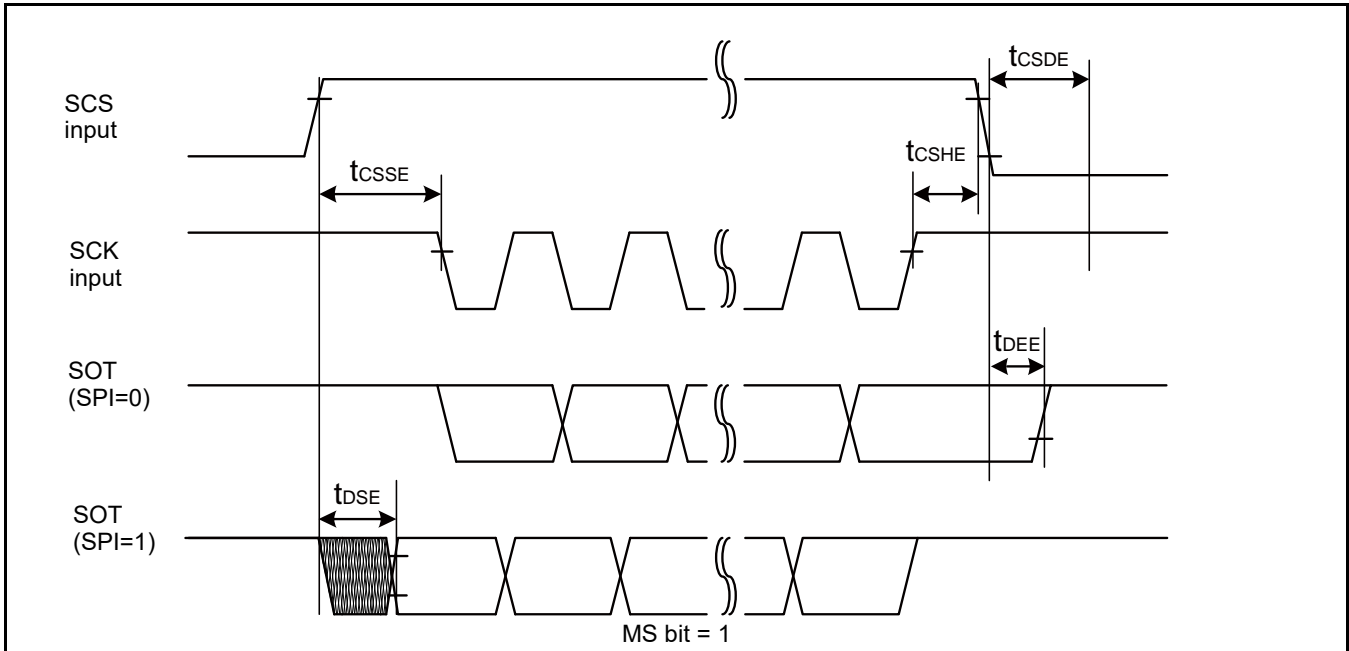 SCS
input
tCSDE
tCSHE
tCSSE
SCK
input
tDEE
SOT
(SPI=0)
tDSE
SOT
(SPI=1)
MS bit = 1